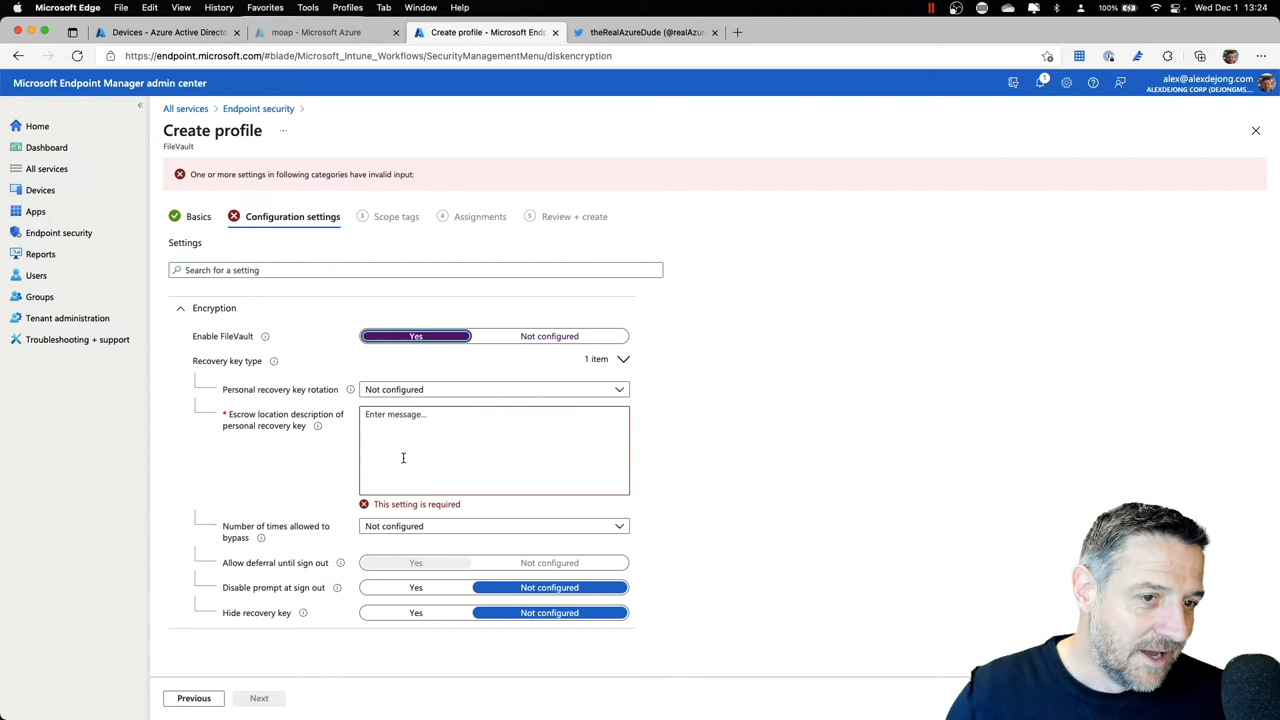 Microsoft Edge File Edit View History Favorites Tools Profiles Tab Window Help 100% Wed Dec 1 13:24
Devices - Azure Active Directo
moap - Microsoft Azure
Create profile - Microsoft Endp
theRealAzureDude (@realAzur
https://endpoint.microsoft.com/#blade/Microsoft_Intune_Workflows/SecurityManagementMenu/diskencryption
Microsoft Endpoint Manager admin center
1
alex@alexdejong.com
ALEXDEJONG CORP (DEJONGMS...
All services > Endpoint security >
Create profile ...
FileVault
Home
Dashboard
All services
Devices
Apps
Endpoint security
Reports
Users
Groups
Tenant administration
Troubleshooting + support
One or more settings in following categories have invalid input:
Basics
Configuration settings
3 Scope tags
4 Assignments
5 Review + create
Settings
Search for a setting
Encryption
Enable FileVault Yes Not configured
Recovery key type 1 item
Personal recovery key rotation Not configured
* Escrow location description of
personal recovery key
Enter message...
This setting is required
Number of times allowed to
bypass
Not configured
Allow deferral until sign out Yes Not configured
Disable prompt at sign out Yes Not configured
Hide recovery key Yes Not configured
Previous Next